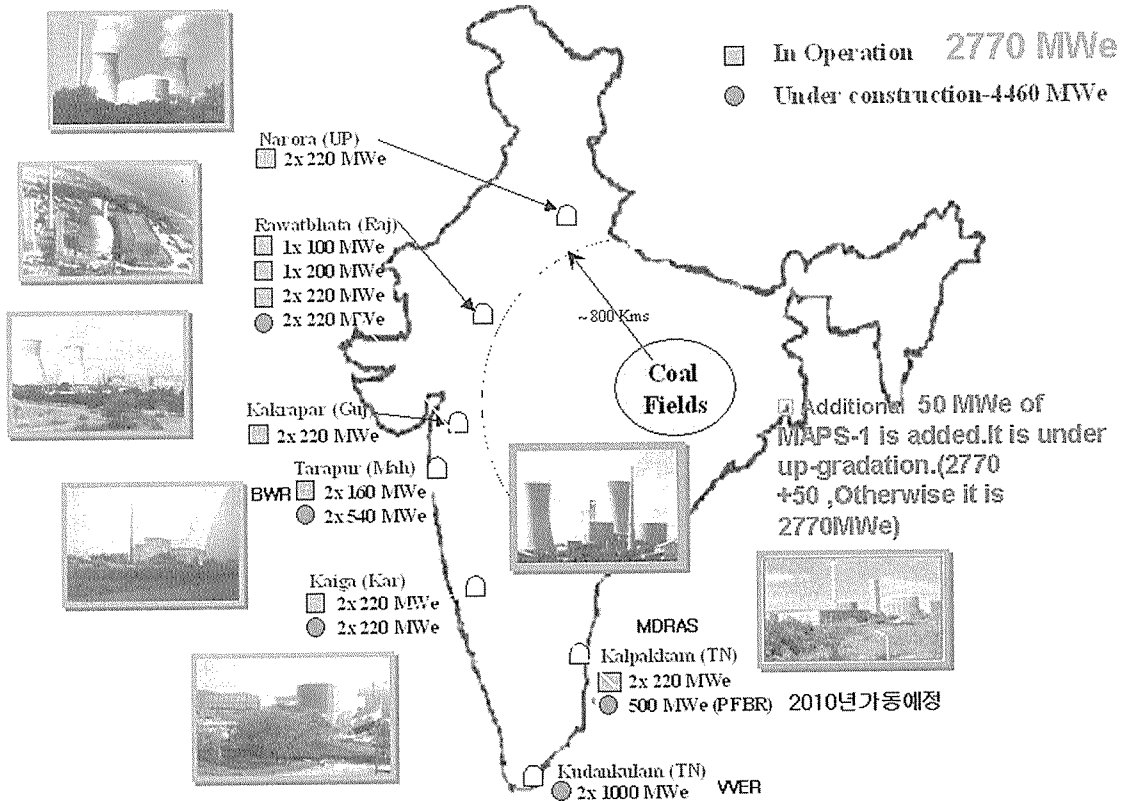 In Operation 2770 MWe
Under construction-4460 MWe
Narora (UP)
2x 220 MWe
Rawatbhata (Raj)
1x 100 MWe
1x 200 MWe
2x 220 MWe
2x 220 MWe
~800 Kms
Coal
Fields
Kakrapar (Guj)
2x 220 MWe
Additional 50 MWe of
MAPS-1 is added.It is under
up-gradation.(2770
+50 ,Otherwise it is
2770MWe)
Tarapur (Mah)
BWR 2x 160 MWe
2x 540 MWe
Kaiga (Kar)
2x 220 MWe
2x 220 MWe
MDRAS
Kalpakkam (TN)
2x 220 MWe
500 MWe (PFBR) 2010년가동예정
Kudankulam (TN)
2x 1000 MWe VVER